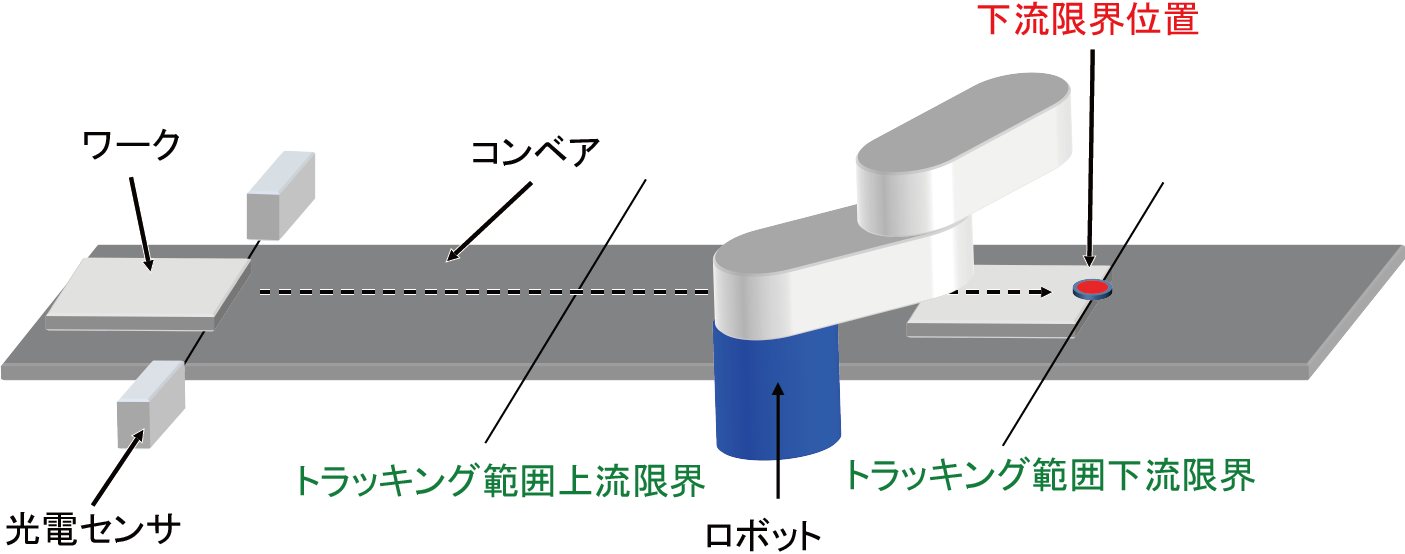 下流限界位置
ワーク
コンベア
トラッキング範囲上流限界
トラッキング範囲下流限界
光電センサ
ロボット